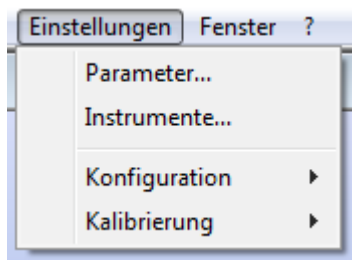 Einstellungen Fenster ?
Parameter...
Instrumente...
Konfiguration
Kalibrierung